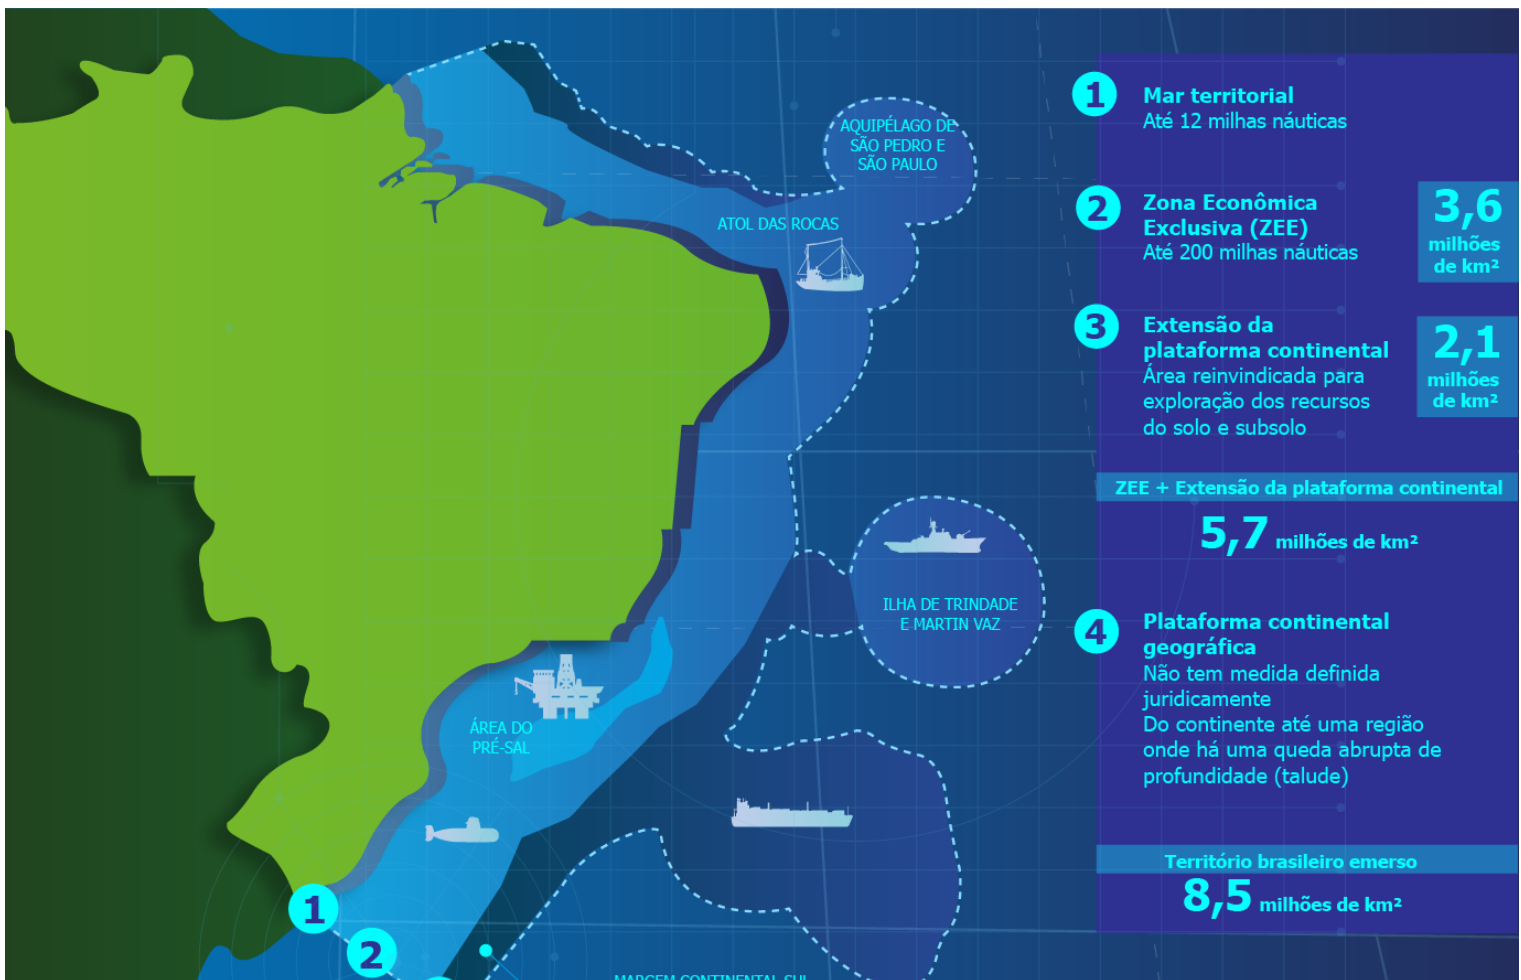 AQUIPÉLAGO DE
SÃO PEDRO E
SÃO PAULO
ATOL DAS ROCAS
ILHA DE TRINDADE
E MARTIN VAZ
ÁREA DO
PRÉ-SAL
1
2
MARGEM CONTINENTAL SUL
1
Mar territorial
Até 12 milhas náuticas
2
Zona Econômica
Exclusiva (ZEE)
Até 200 milhas náuticas
3,6
milhões
de km²
3
Extensão da
plataforma continental
Área reinvindicada para
exploração dos recursos
do solo e subsolo
2,1
milhões
de km²
ZEE + Extensão da plataforma continental
5,7 milhões de km²
4
Plataforma continental
geográfica
Não tem medida definida
juridicamente
Do continente até uma região
onde há uma queda abrupta de
profundidade (talude)
Território brasileiro emerso
8,5 milhões de km²